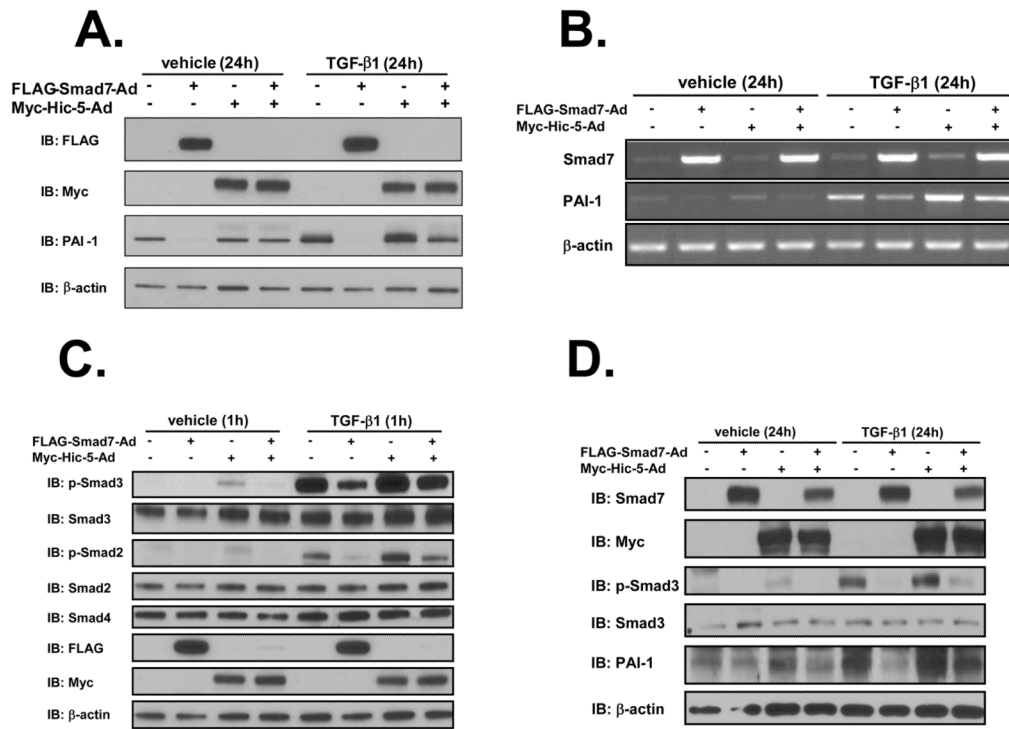 A.
vehicle (24h) TGF-β1 (24h)
FLAG-Smad7-Ad - + - + - + - +
Myc-Hic-5-Ad - - + + - - + +
IB: FLAG
IB: Myc
IB: PAI-1
IB: β-actin
B.
vehicle (24h) TGF-β1 (24h)
FLAG-Smad7-Ad - + - + - + - +
Myc-Hic-5-Ad - - + + - - + +
Smad7
PAI-1
β-actin
C.
vehicle (1h) TGF-β1 (1h)
FLAG-Smad7-Ad - + - + - + - +
Myc-Hic-5-Ad - - + + - - + +
IB: p-Smad3
IB: Smad3
IB: p-Smad2
IB: Smad2
IB: Smad4
IB: FLAG
IB: Myc
IB: β-actin
D.
vehicle (24h) TGF-β1 (24h)
FLAG-Smad7-Ad - + - + - + - +
Myc-Hic-5-Ad - - + + - - + +
IB: Smad7
IB: Myc
IB: p-Smad3
IB: Smad3
IB: PAI-1
IB: β-actin